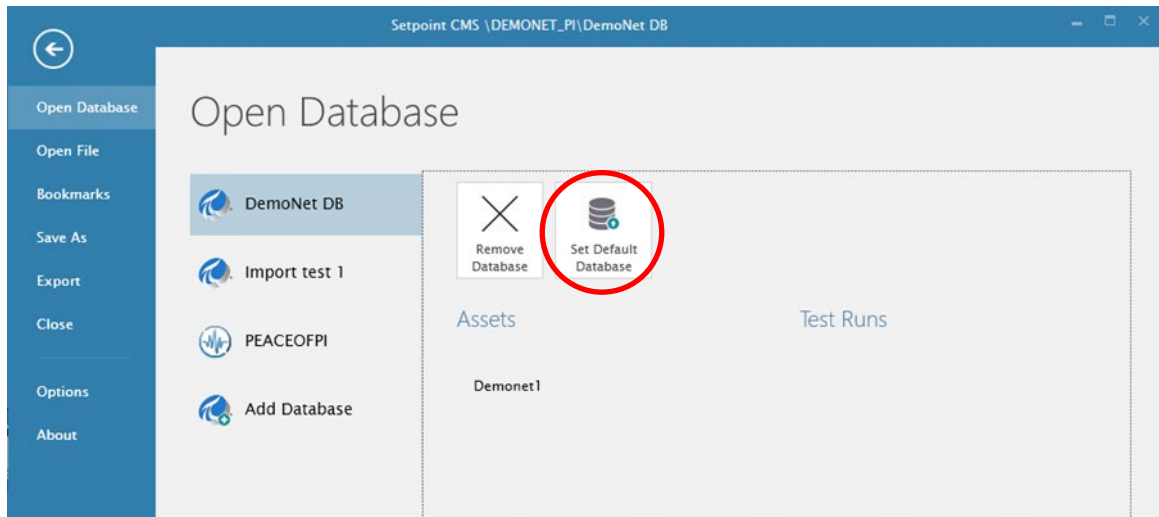 Setpoint CMS \DEMONET_PI\DemoNet DB
Open Database
Open File
Bookmarks
Save As
Export
Close
Options
About
Open Database
DemoNet DB
Import test 1
PEACEOFPI
Add Database
Remove
Database
Set Default
Database
Assets
Test Runs
Demonet1